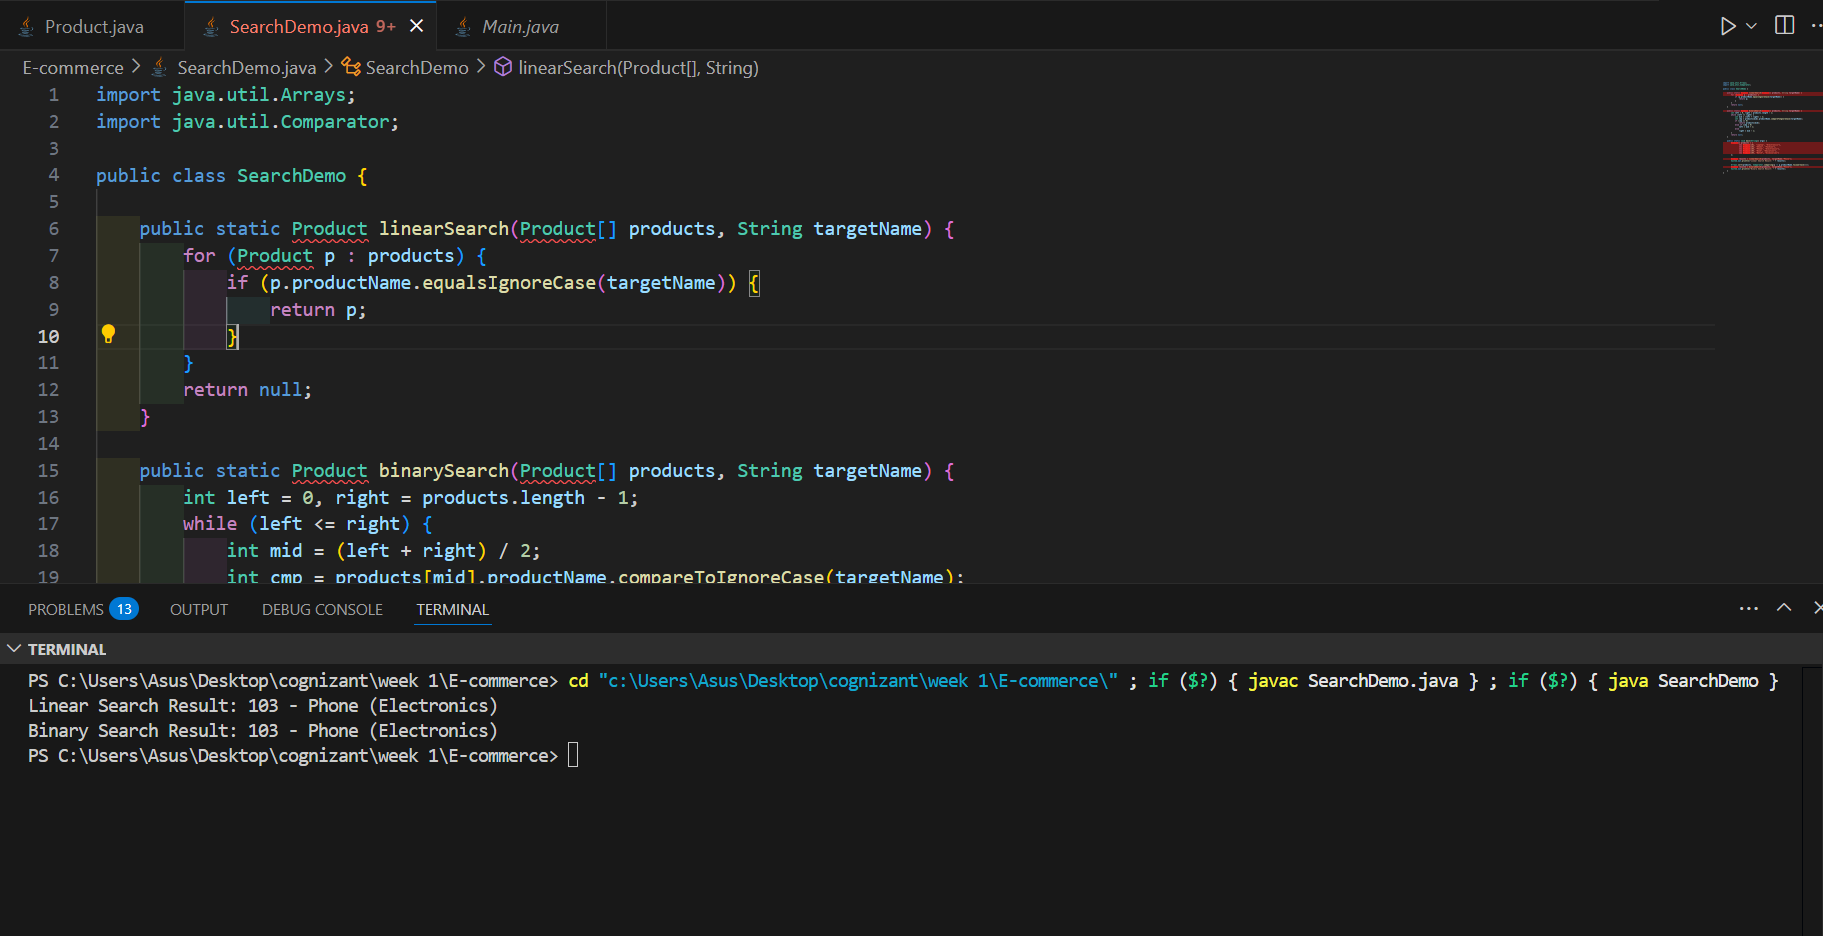 Product.java SearchDemo.java 9+ Main.java
E-commerce > SearchDemo.java > SearchDemo > linearSearch(Product[], String)
1 import java.util.Arrays;
2 import java.util.Comparator;
3
4 public class SearchDemo {
5
6 public static Product linearSearch(Product[] products, String targetName) {
7 for (Product p : products) {
8 if (p.productName.equalsIgnoreCase(targetName)) {
9 return p;
10 }
11 }
12 return null;
13 }
14
15 public static Product binarySearch(Product[] products, String targetName) {
16 int left = 0, right = products.length - 1;
17 while (left <= right) {
18 int mid = (left + right) / 2;
19 int cmp = products[mid].productName.compareToIgnoreCase(targetName);
PROBLEMS 13 OUTPUT DEBUG CONSOLE TERMINAL
TERMINAL
PS C:\Users\Asus\Desktop\cognizant\week 1\E-commerce> cd "c:\Users\Asus\Desktop\cognizant\week 1\E-commerce\" ; if ($?) { javac SearchDemo.java } ; if ($?) { java SearchDemo }
Linear Search Result: 103 - Phone (Electronics)
Binary Search Result: 103 - Phone (Electronics)
PS C:\Users\Asus\Desktop\cognizant\week 1\E-commerce>